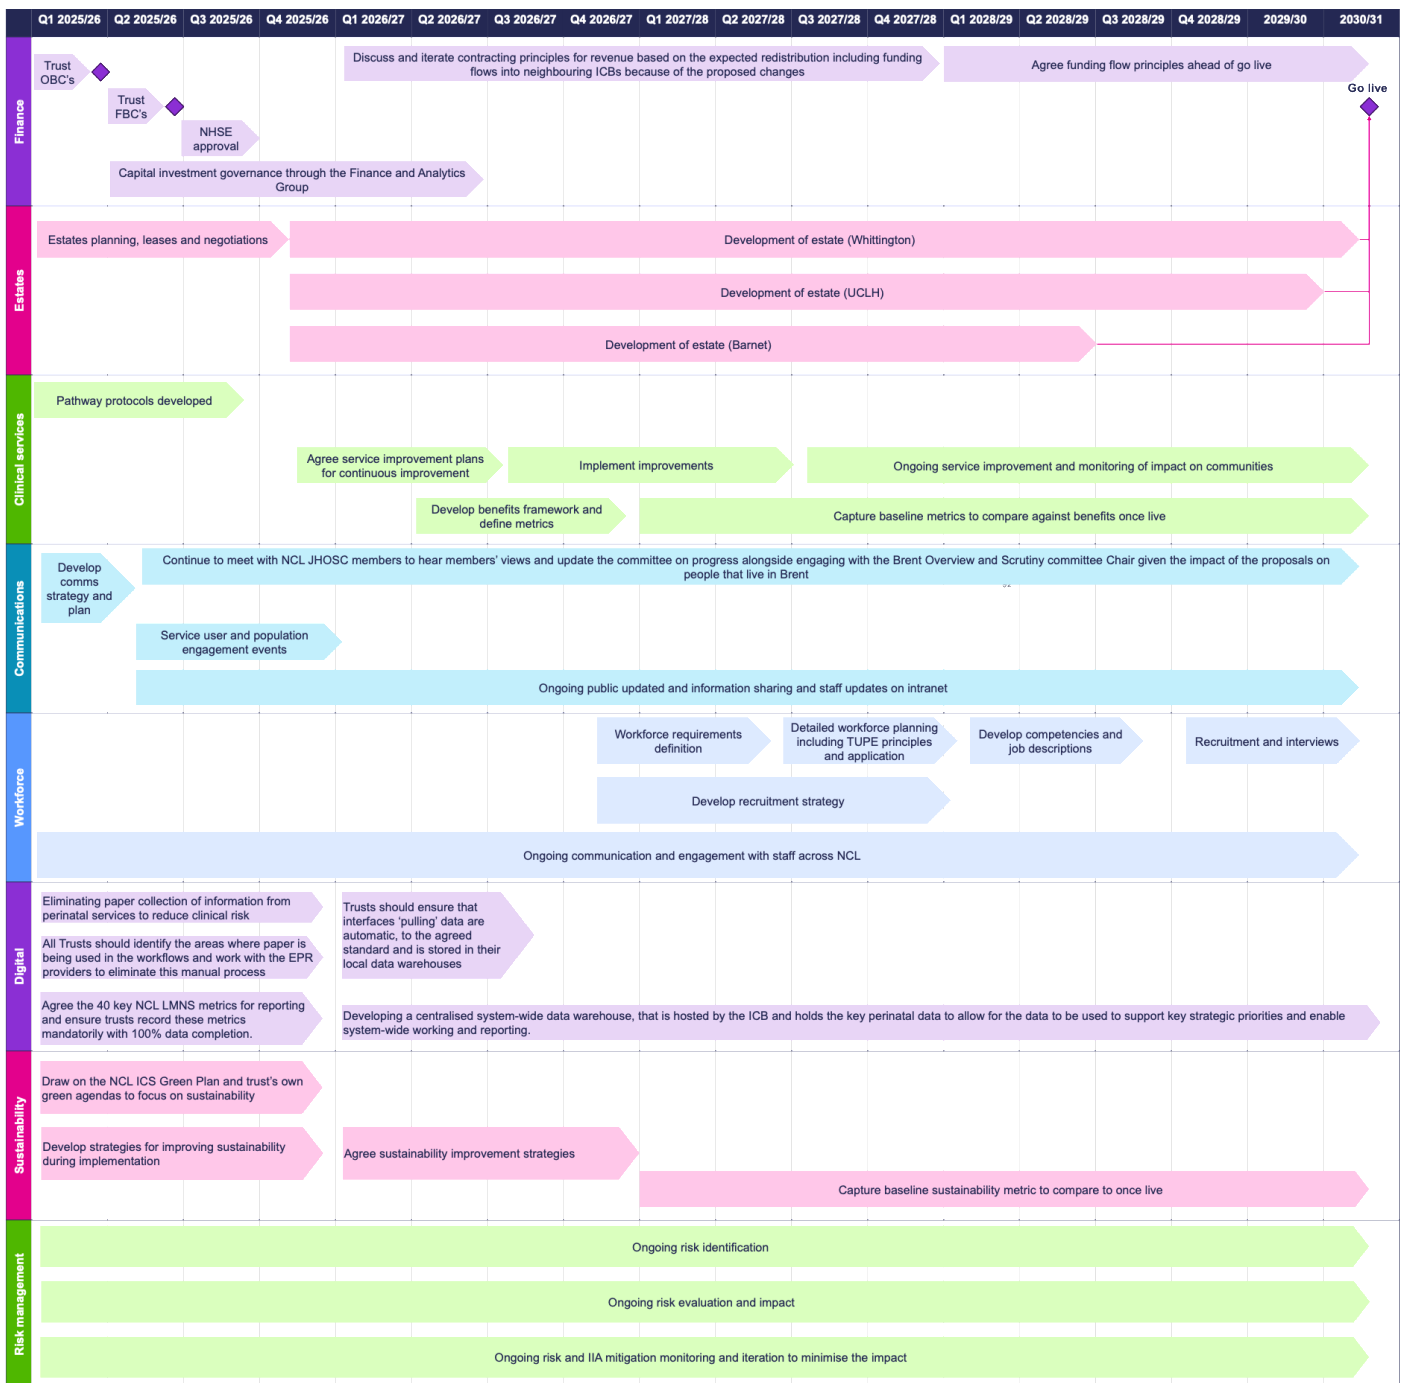 Q1 2025/26
Q2 2025/26
Q3 2025/26
Q4 2025/26
Q1 2026/27
Q2 2026/27
Q3 2026/27
Q4 2026/27
Q1 2027/28
Q2 2027/28
Q3 2027/28
Q4 2027/28
Q1 2028/29
Q2 2028/29
Q3 2028/29
Q4 2028/29
2029/30
2030/31
Finance
Trust
OBC's
Discuss and iterate contracting principles for revenue based on the expected redistribution including funding
flows into neighbouring ICBs because of the proposed changes
Agree funding flow principles ahead of go live
Go live
Trust
FBC's
NHSE
approval
Capital investment governance through the Finance and Analytics
Group
Estates
Estates planning, leases and negotiations
Development of estate (Whittington)
Development of estate (UCLH)
Development of estate (Barnet)
Clinical services
Pathway protocols developed
Agree service improvement plans
for continuous improvement
Implement improvements
Ongoing service improvement and monitoring of impact on communities
Develop benefits framework and
define metrics
Capture baseline metrics to compare against benefits once live
Communications
Develop
comms
strategy and
plan
Continue to meet with NCL JHOSC members to hear members' views and update the committee on progress alongside engaging with the Brent Overview and Scrutiny committee Chair given the impact of the proposals on
people that live in Brent
Service user and population
engagement events
Ongoing public updated and information sharing and staff updates on intranet
Workforce
Workforce requirements
definition
Detailed workforce planning
including TUPE principles
and application
Develop competencies and
job descriptions
Recruitment and interviews
Develop recruitment strategy
Ongoing communication and engagement with staff across NCL
Digital
Eliminating paper collection of information from
perinatal services to reduce clinical risk
All Trusts should identify the areas where paper is
being used in the workflows and work with the EPR
providers to eliminate this manual process
Trusts should ensure that
interfaces 'pulling' data are
automatic, to the agreed
standard and is stored in their
local data warehouses
Agree the 40 key NCL LMNS metrics for reporting
and ensure trusts record these metrics
mandatorily with 100% data completion.
Developing a centralised system-wide data warehouse, that is hosted by the ICB and holds the key perinatal data to allow for the data to be used to support key strategic priorities and enable
system-wide working and reporting.
Sustainability
Draw on the NCL ICS Green Plan and trust's own
green agendas to focus on sustainability
Develop strategies for improving sustainability
during implementation
Agree sustainability improvement strategies
Capture baseline sustainability metric to compare to once live
Risk management
Ongoing risk identification
Ongoing risk evaluation and impact
Ongoing risk and IIA mitigation monitoring and iteration to minimise the impact